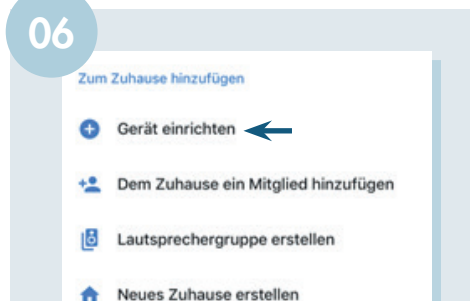 06
Zum Zuhause hinzufügen
Gerät einrichten
Dem Zuhause ein Mitglied hinzufügen
Lautsprechergruppe erstellen
Neues Zuhause erstellen